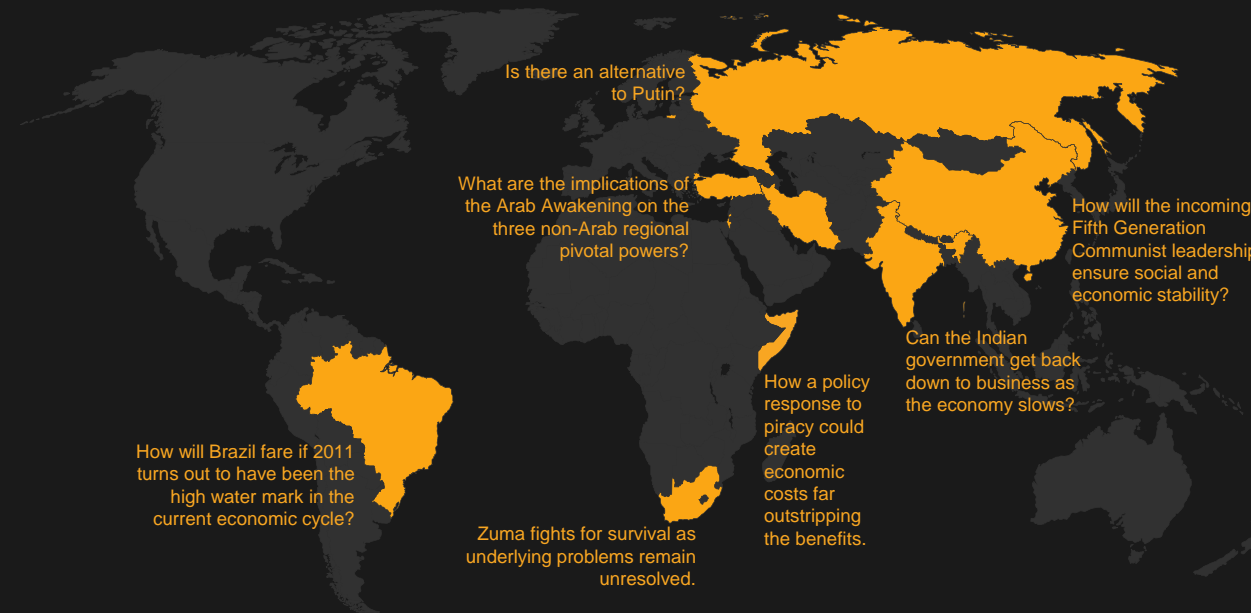 Is there an alternative
to Putin?
What are the implications of
the Arab Awakening on the
three non-Arab regional
pivotal powers?
How will the incoming
Fifth Generation
Communist leadership
ensure social and
economic stability?
Can the Indian
government get back
down to business as
the economy slows?
How a policy
response to
piracy could
create
economic
costs far
outstripping
the benefits.
How will Brazil fare if 2011
turns out to have been the
high water mark in the
current economic cycle?
Zuma fights for survival as
underlying problems remain
unresolved.